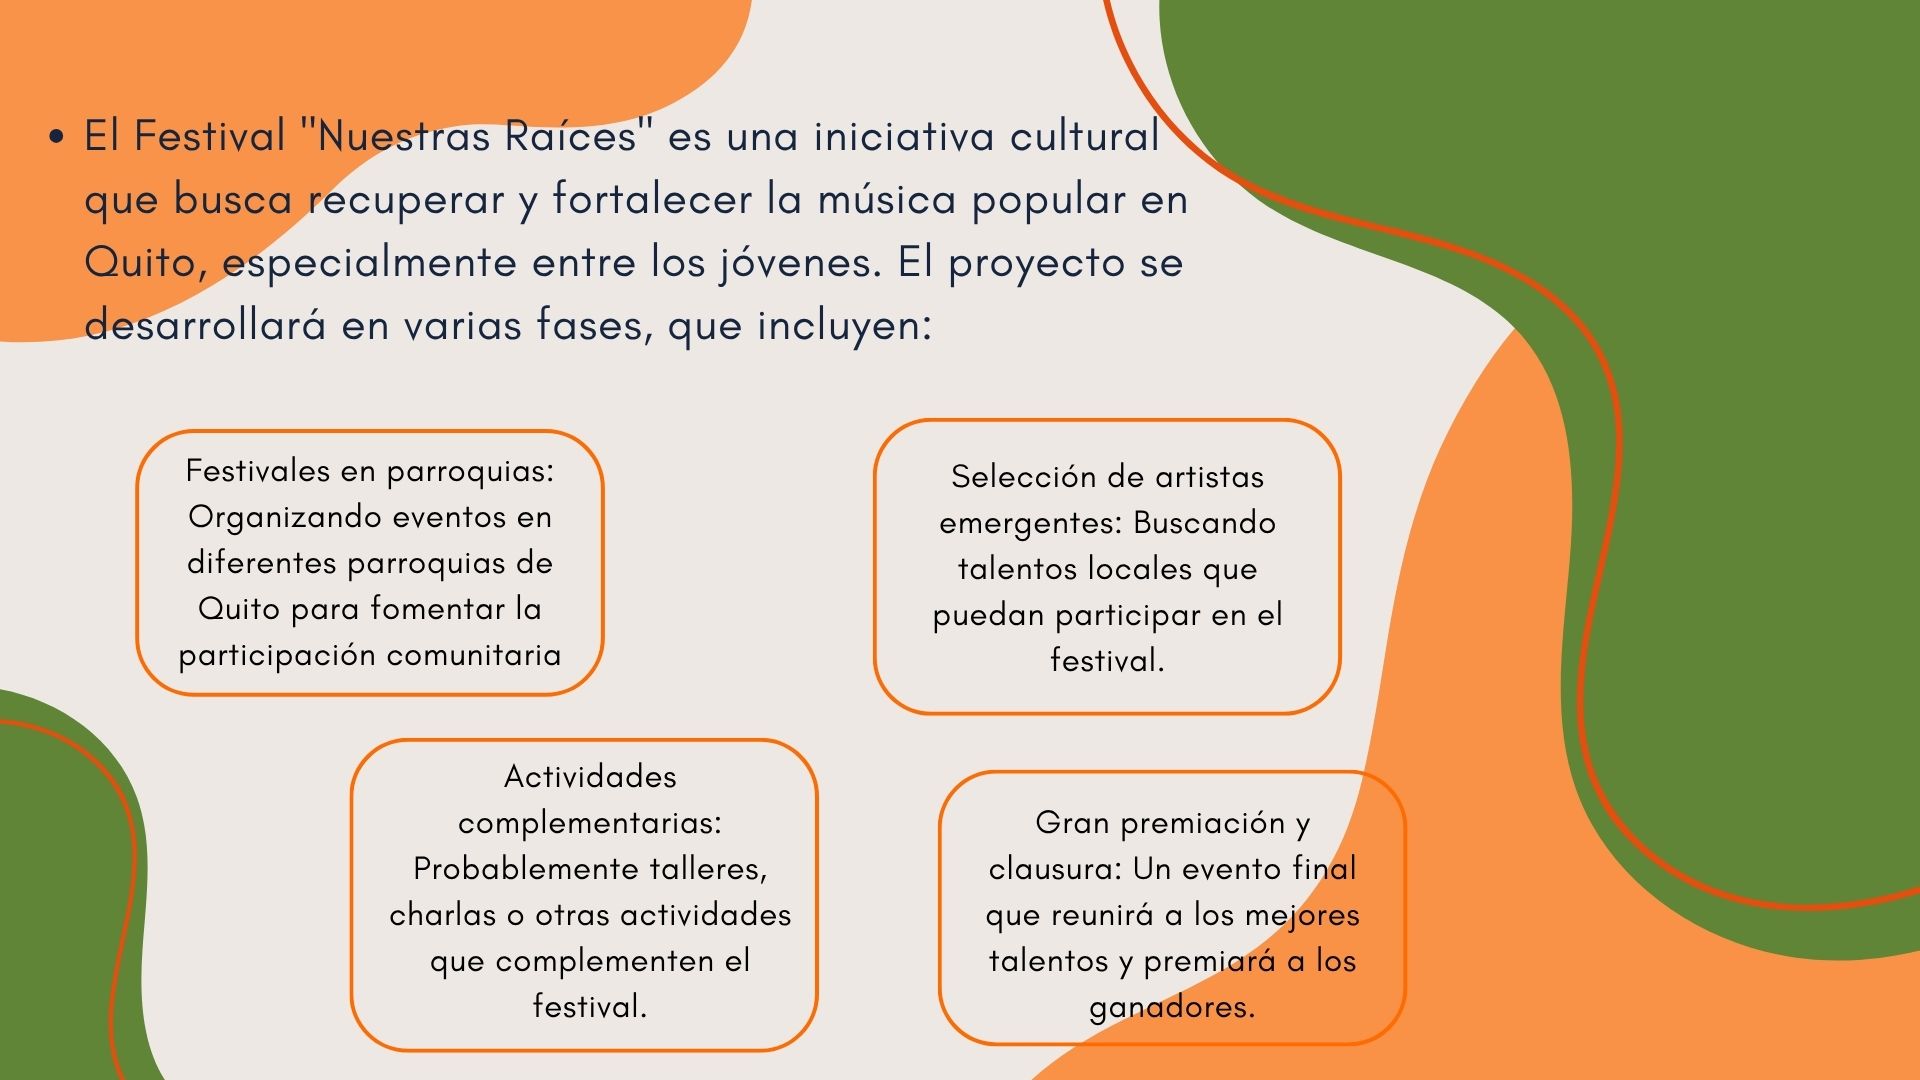 • El Festival "Nuestras Raíces" es una iniciativa cultural
que busca recuperar y fortalecer la música popular en
Quito, especialmente entre los jóvenes. El proyecto se
desarrollará en varias fases, que incluyen:
Festivales en parroquias:
Organizando eventos en
diferentes parroquias de
Quito para fomentar la
participación comunitaria
Selección de artistas
emergentes: Buscando
talentos locales que
puedan participar en el
festival.
Actividades
complementarias:
Probablemente talleres,
charlas o otras actividades
que complementen el
festival.
Gran premiación y
clausura: Un evento final
que reunirá a los mejores
talentos y premiará a los
ganadores.